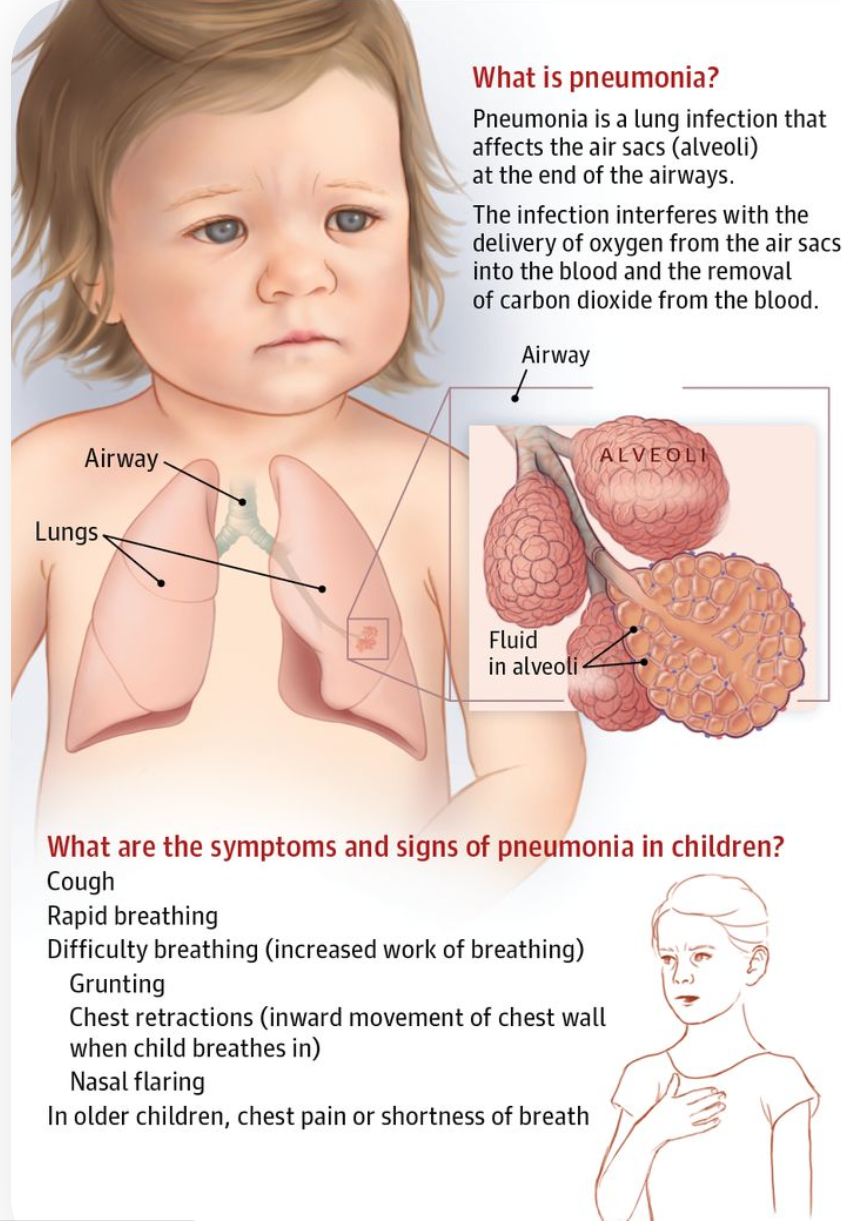 What is pneumonia?
Pneumonia is a lung infection that
affects the air sacs (alveoli)
at the end of the airways.
The infection interferes with the
delivery of oxygen from the air sacs
into the blood and the removal
of carbon dioxide from the blood.
Airway
ALVEOLI
Airway
Lungs
Fluid
in alveoli
What are the symptoms and signs of pneumonia in children?
Cough
Rapid breathing
Difficulty breathing (increased work of breathing)
Grunting
Chest retractions (inward movement of chest wall
when child breathes in)
Nasal flaring
In older children, chest pain or shortness of breath